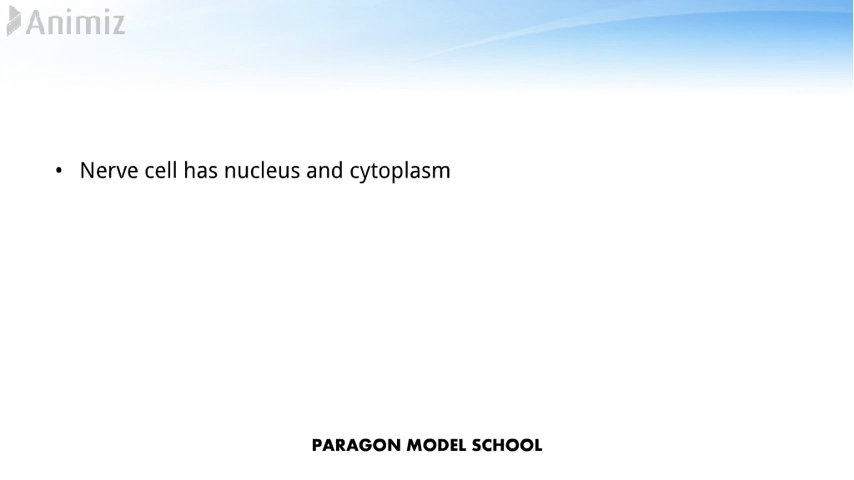 Animiz
• Nerve cell has nucleus and cytoplasm
PARAGON MODEL SCHOOL